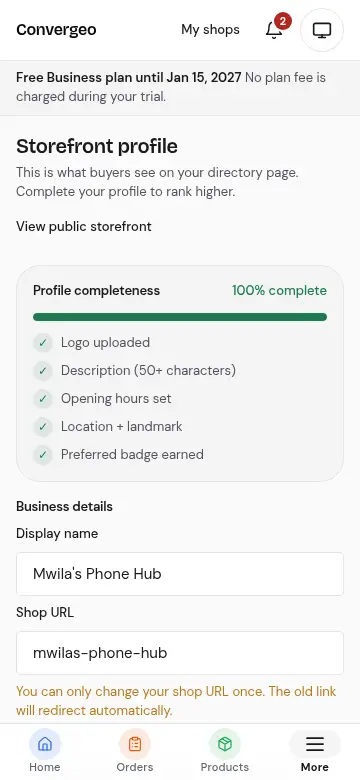 Convergeo
My shops
2
Free Business plan until Jan 15, 2027 No plan fee is
charged during your trial.
Storefront profile
This is what buyers see on your directory page.
Complete your profile to rank higher.
View public storefront
Profile completeness
100% complete
✓ Logo uploaded
✓ Description (50+ characters)
✓ Opening hours set
✓ Location + landmark
✓ Preferred badge earned
Business details
Display name
Mwila's Phone Hub
Shop URL
mwilas-phone-hub
You can only change your shop URL once. The old link
will redirect automatically.
Home
Orders
Products
More